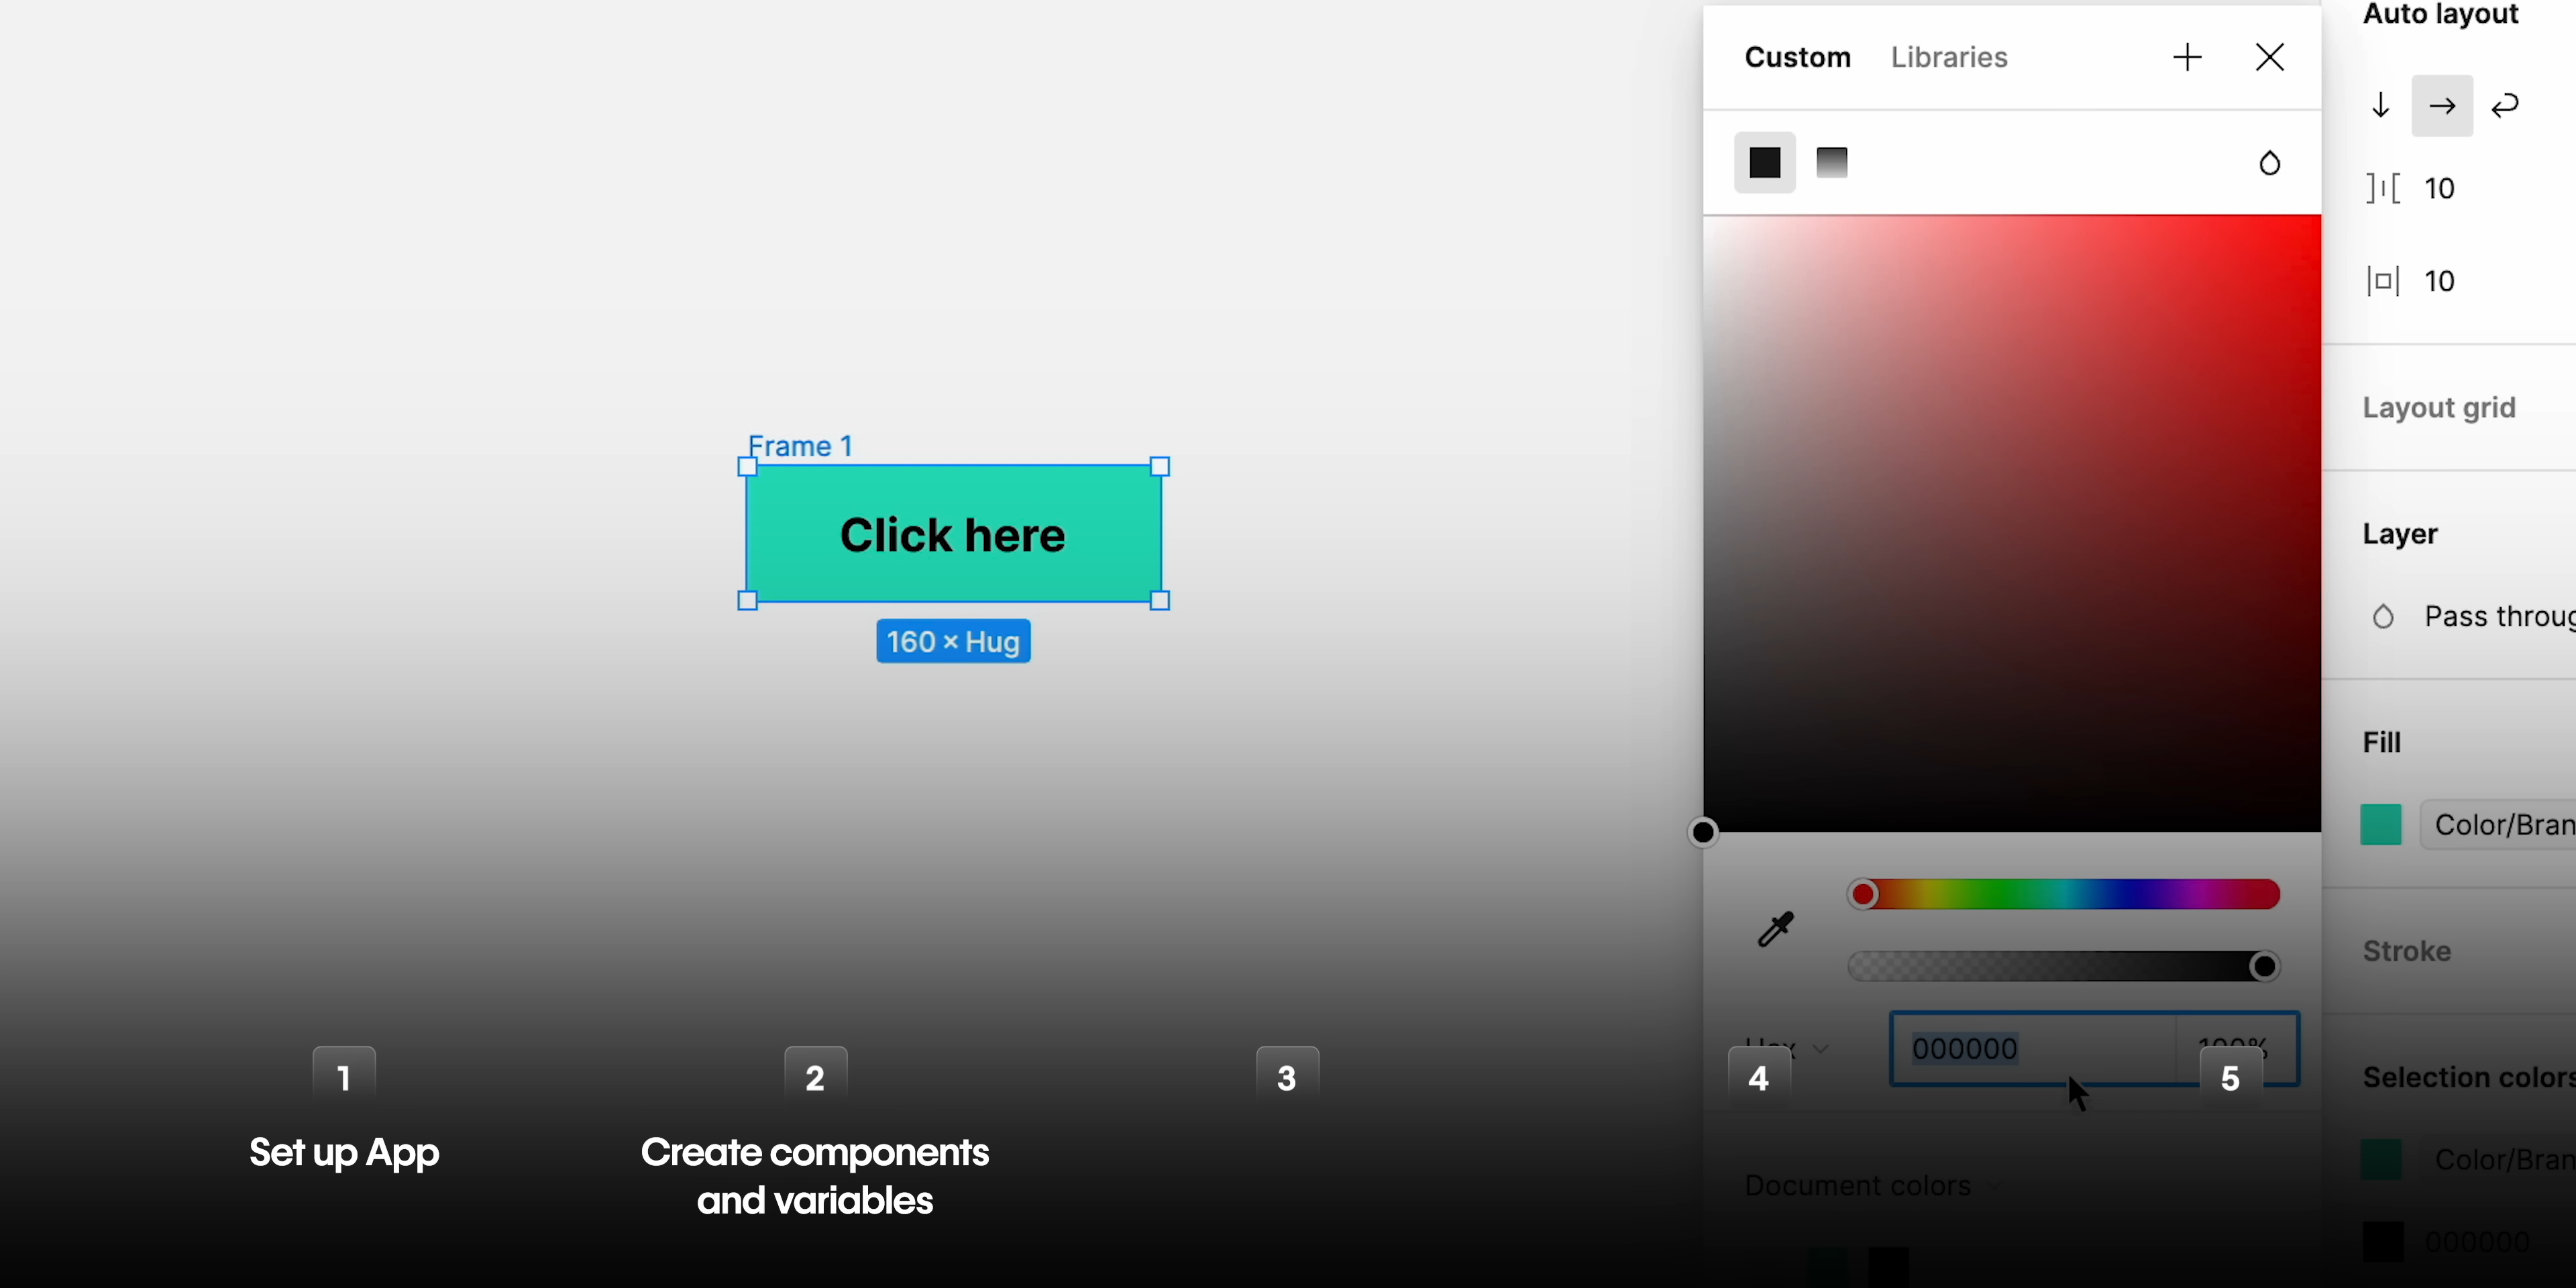 Frame 1
Click here
160 × Hug
Custom Libraries
Hex 000000 100%
Document colors
Auto layout
10
10
Layout grid
Layer
Pass throug
Fill
Color/Bran
Stroke
Selection colors
Color/Bran
000000
1 2 3 4 5
Set up App
Create components
and variables